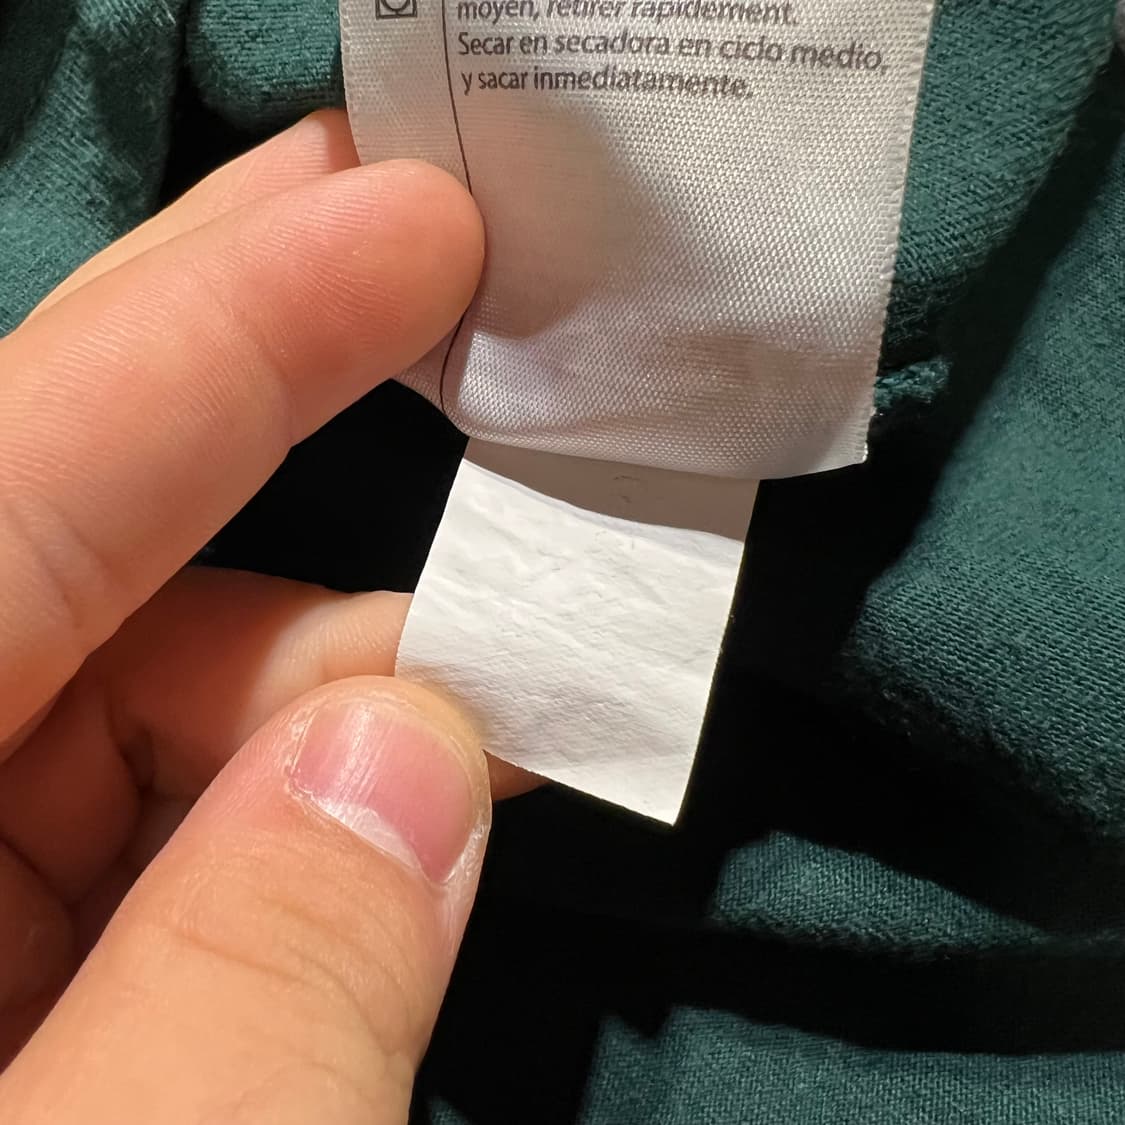 moyen, retirer rapidement.
Secar en secadora en ciclo medio,
y sacar inmediatamente.